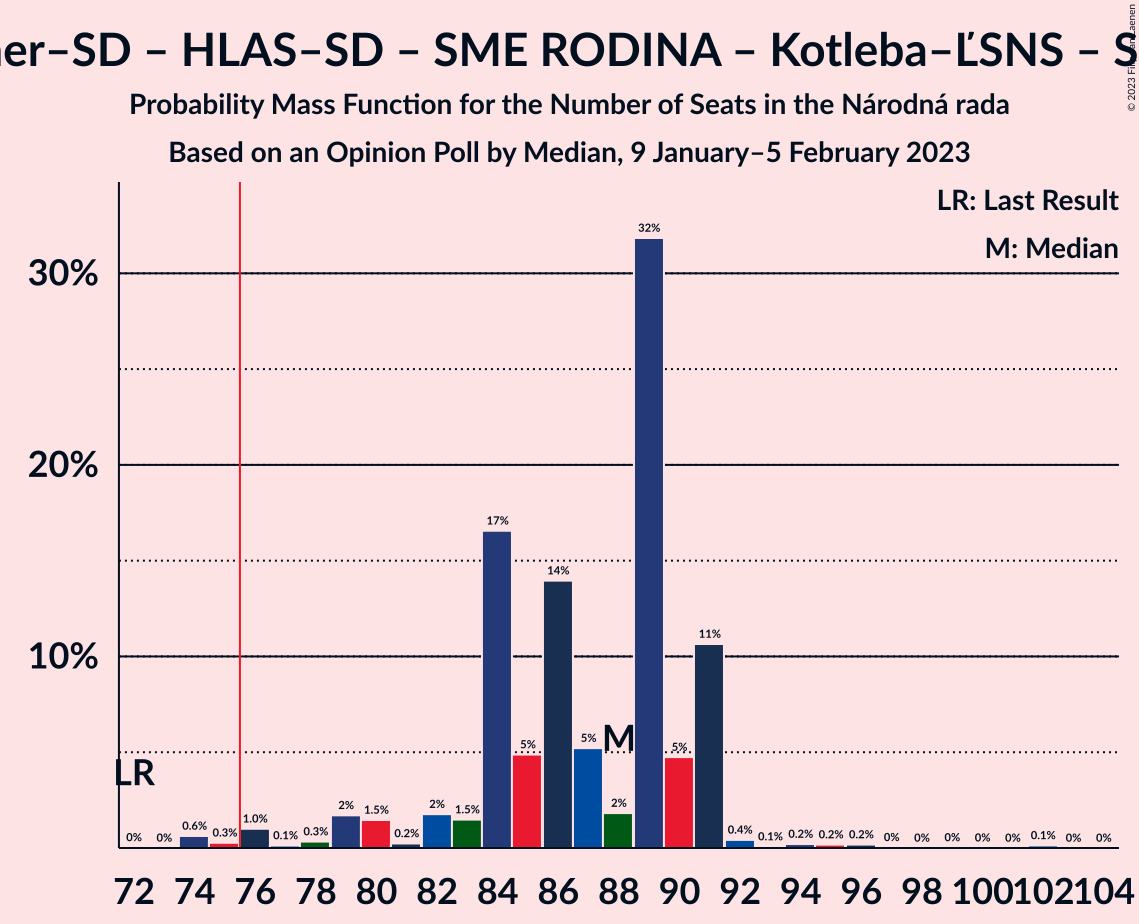 er–SD – HLAS–SD – SME RODINA – Kotleba–ĽSNS – S
Probability Mass Function for the Number of Seats in the Národná rada
Based on an Opinion Poll by Median, 9 January–5 February 2023
© 2023
LR: Last Result
M: Median
30%
20%
10%
LR
M
0% 0% 0.6% 0.3% 1.0% 0.1% 0.3% 2% 1.5% 0.2% 2% 1.5% 17% 5% 14% 5% 2% 32% 5% 11% 0.4% 0.1% 0.2% 0.2% 0.2% 0% 0% 0% 0% 0% 0.1% 0% 0%
72 74 76 78 80 82 84 86 88 90 92 94 96 98 100 102 104